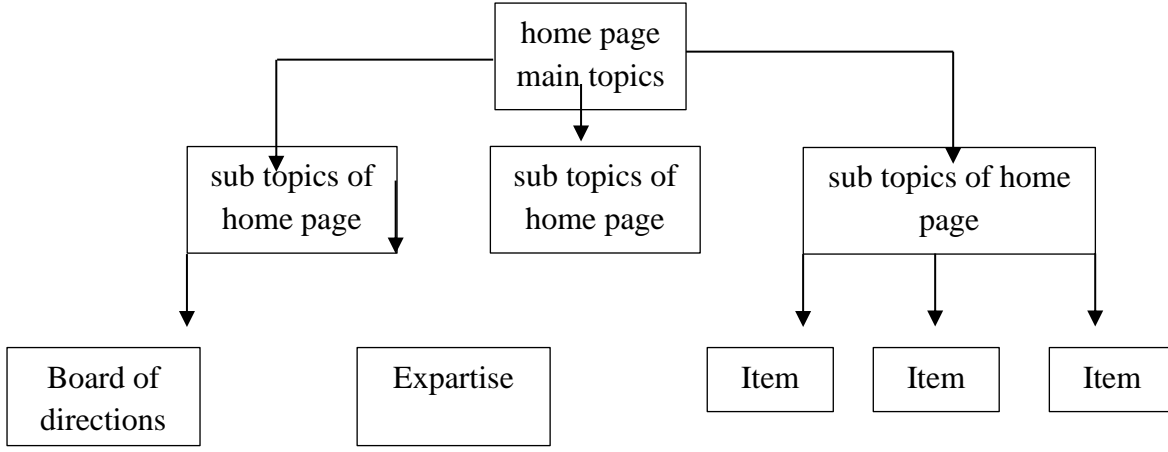 home page
main topics
sub topics of
home page
sub topics of
home page
sub topics of home
page
Board of
directions
Expartise
Item
Item
Item